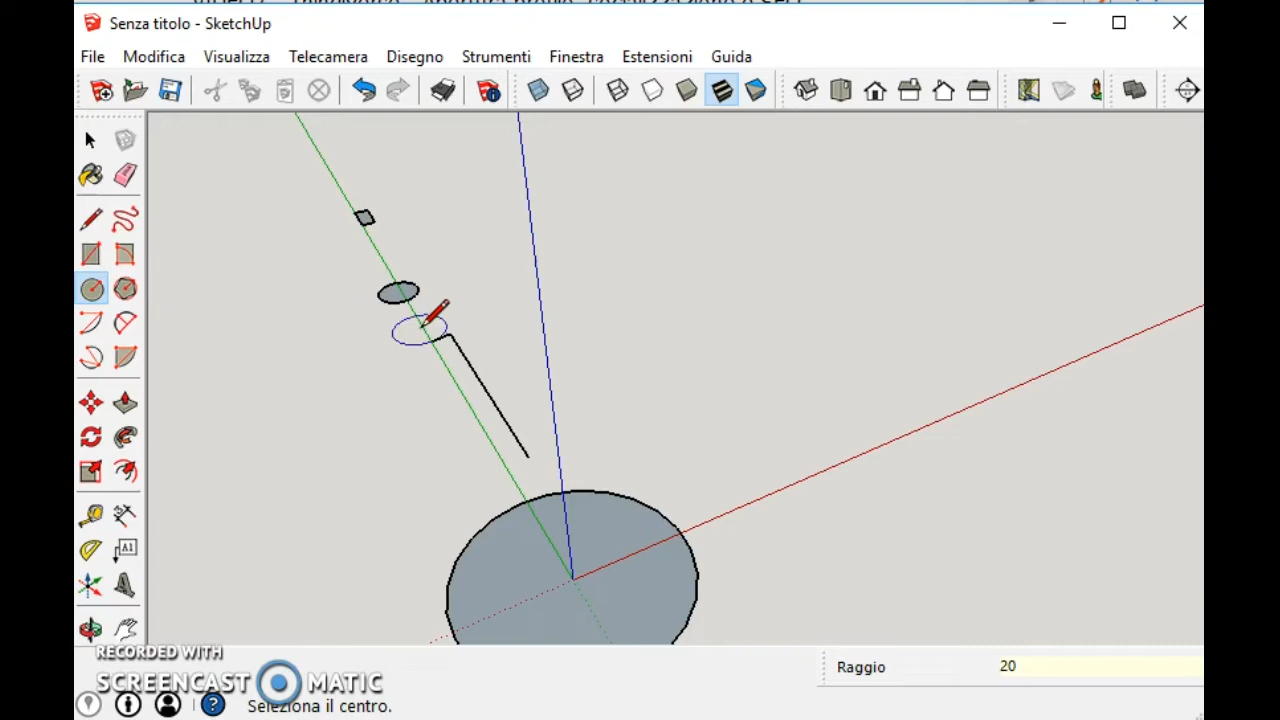 Senza titolo - SketchUp
File Modifica Visualizza Telecamera Disegno Strumenti Finestra Estensioni Guida
A1
Raggio 20
RECORDED WITH
SCREENCAST MATIC
Seleziona il centro.